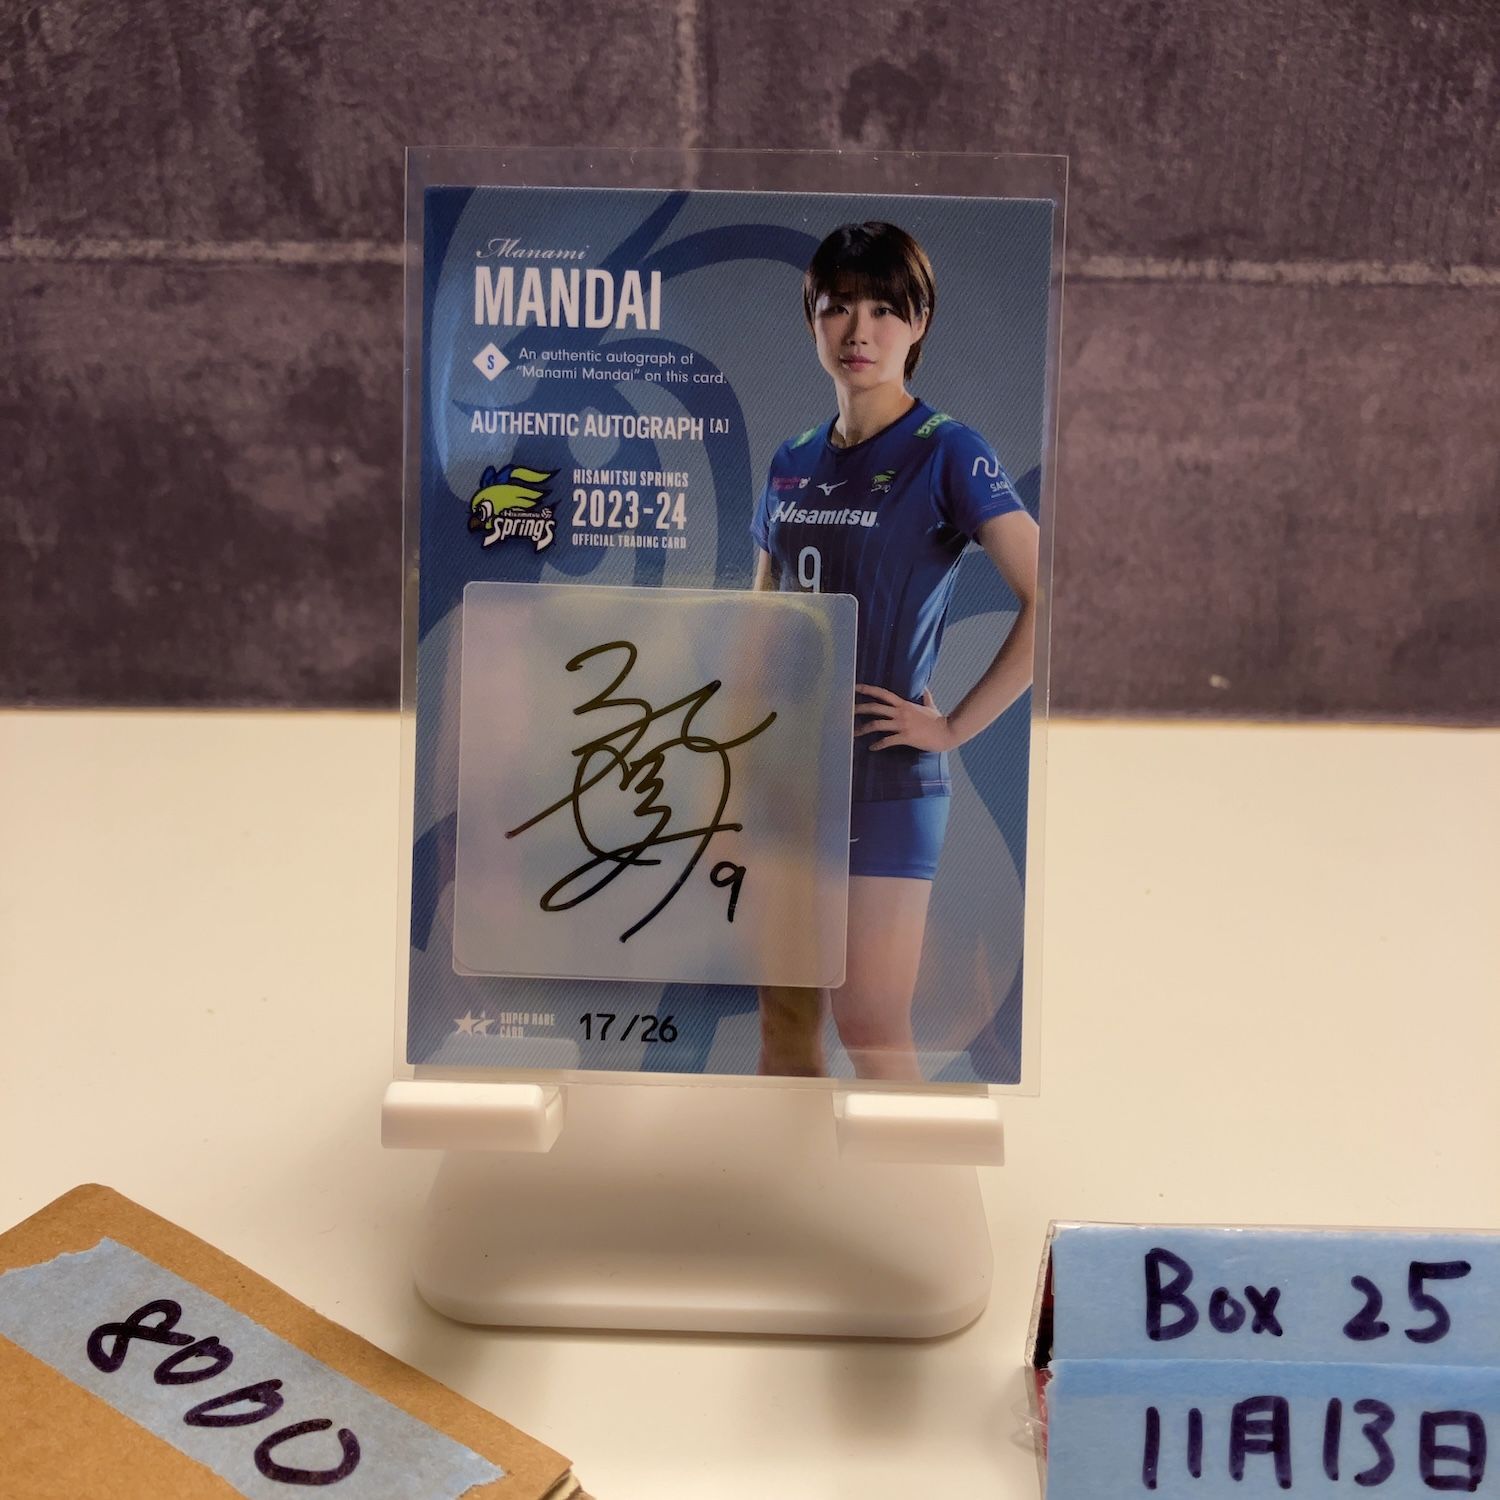 Manami
MANDAI
S
An authentic autograph of
"Manami Mandai" on this card.
AUTHENTIC AUTOGRAPH [A]
Hisamitsu
Springs
HISAMITSU SPRINGS
2023-24
OFFICIAL TRADING CARD
Hisamitsu
9
9
SUPER RARE
CARD
17/26
8000
Box 25
11月13日